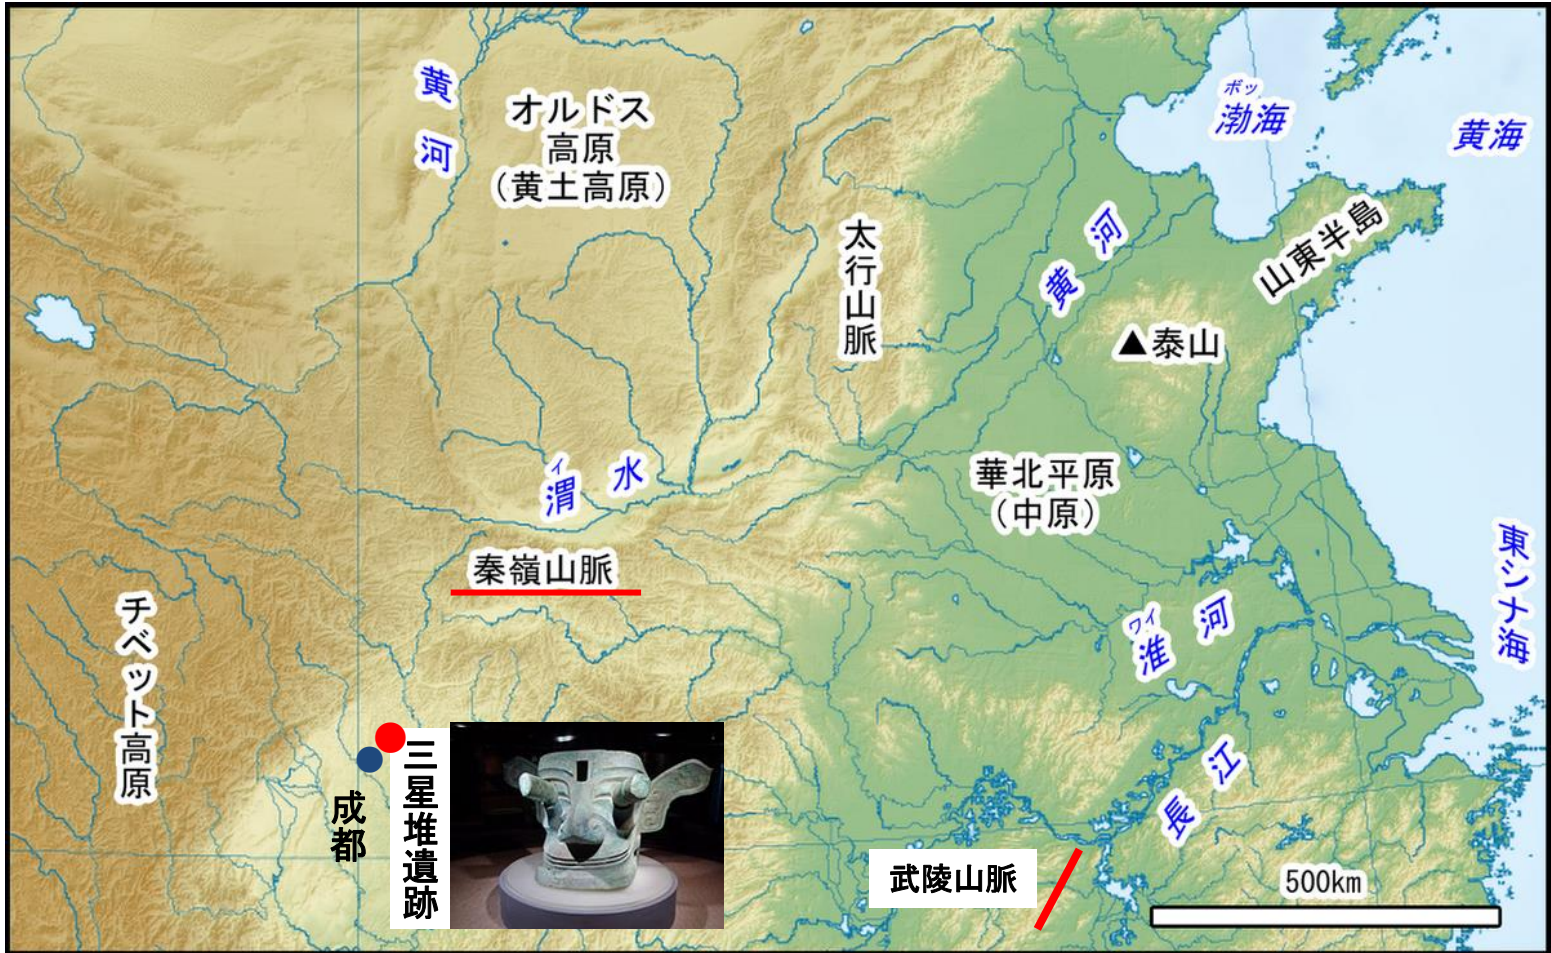 黄河
オルドス
高原
（黄土高原）
ボッ
渤海
黄海
太行山脈
黄河
山東半島
▲泰山
イ
渭水
華北平原
（中原）
秦嶺山脈
東シナ海
チベット高原
ワイ
淮河
三星堆遺跡
成都
長江
武陵山脈
500km